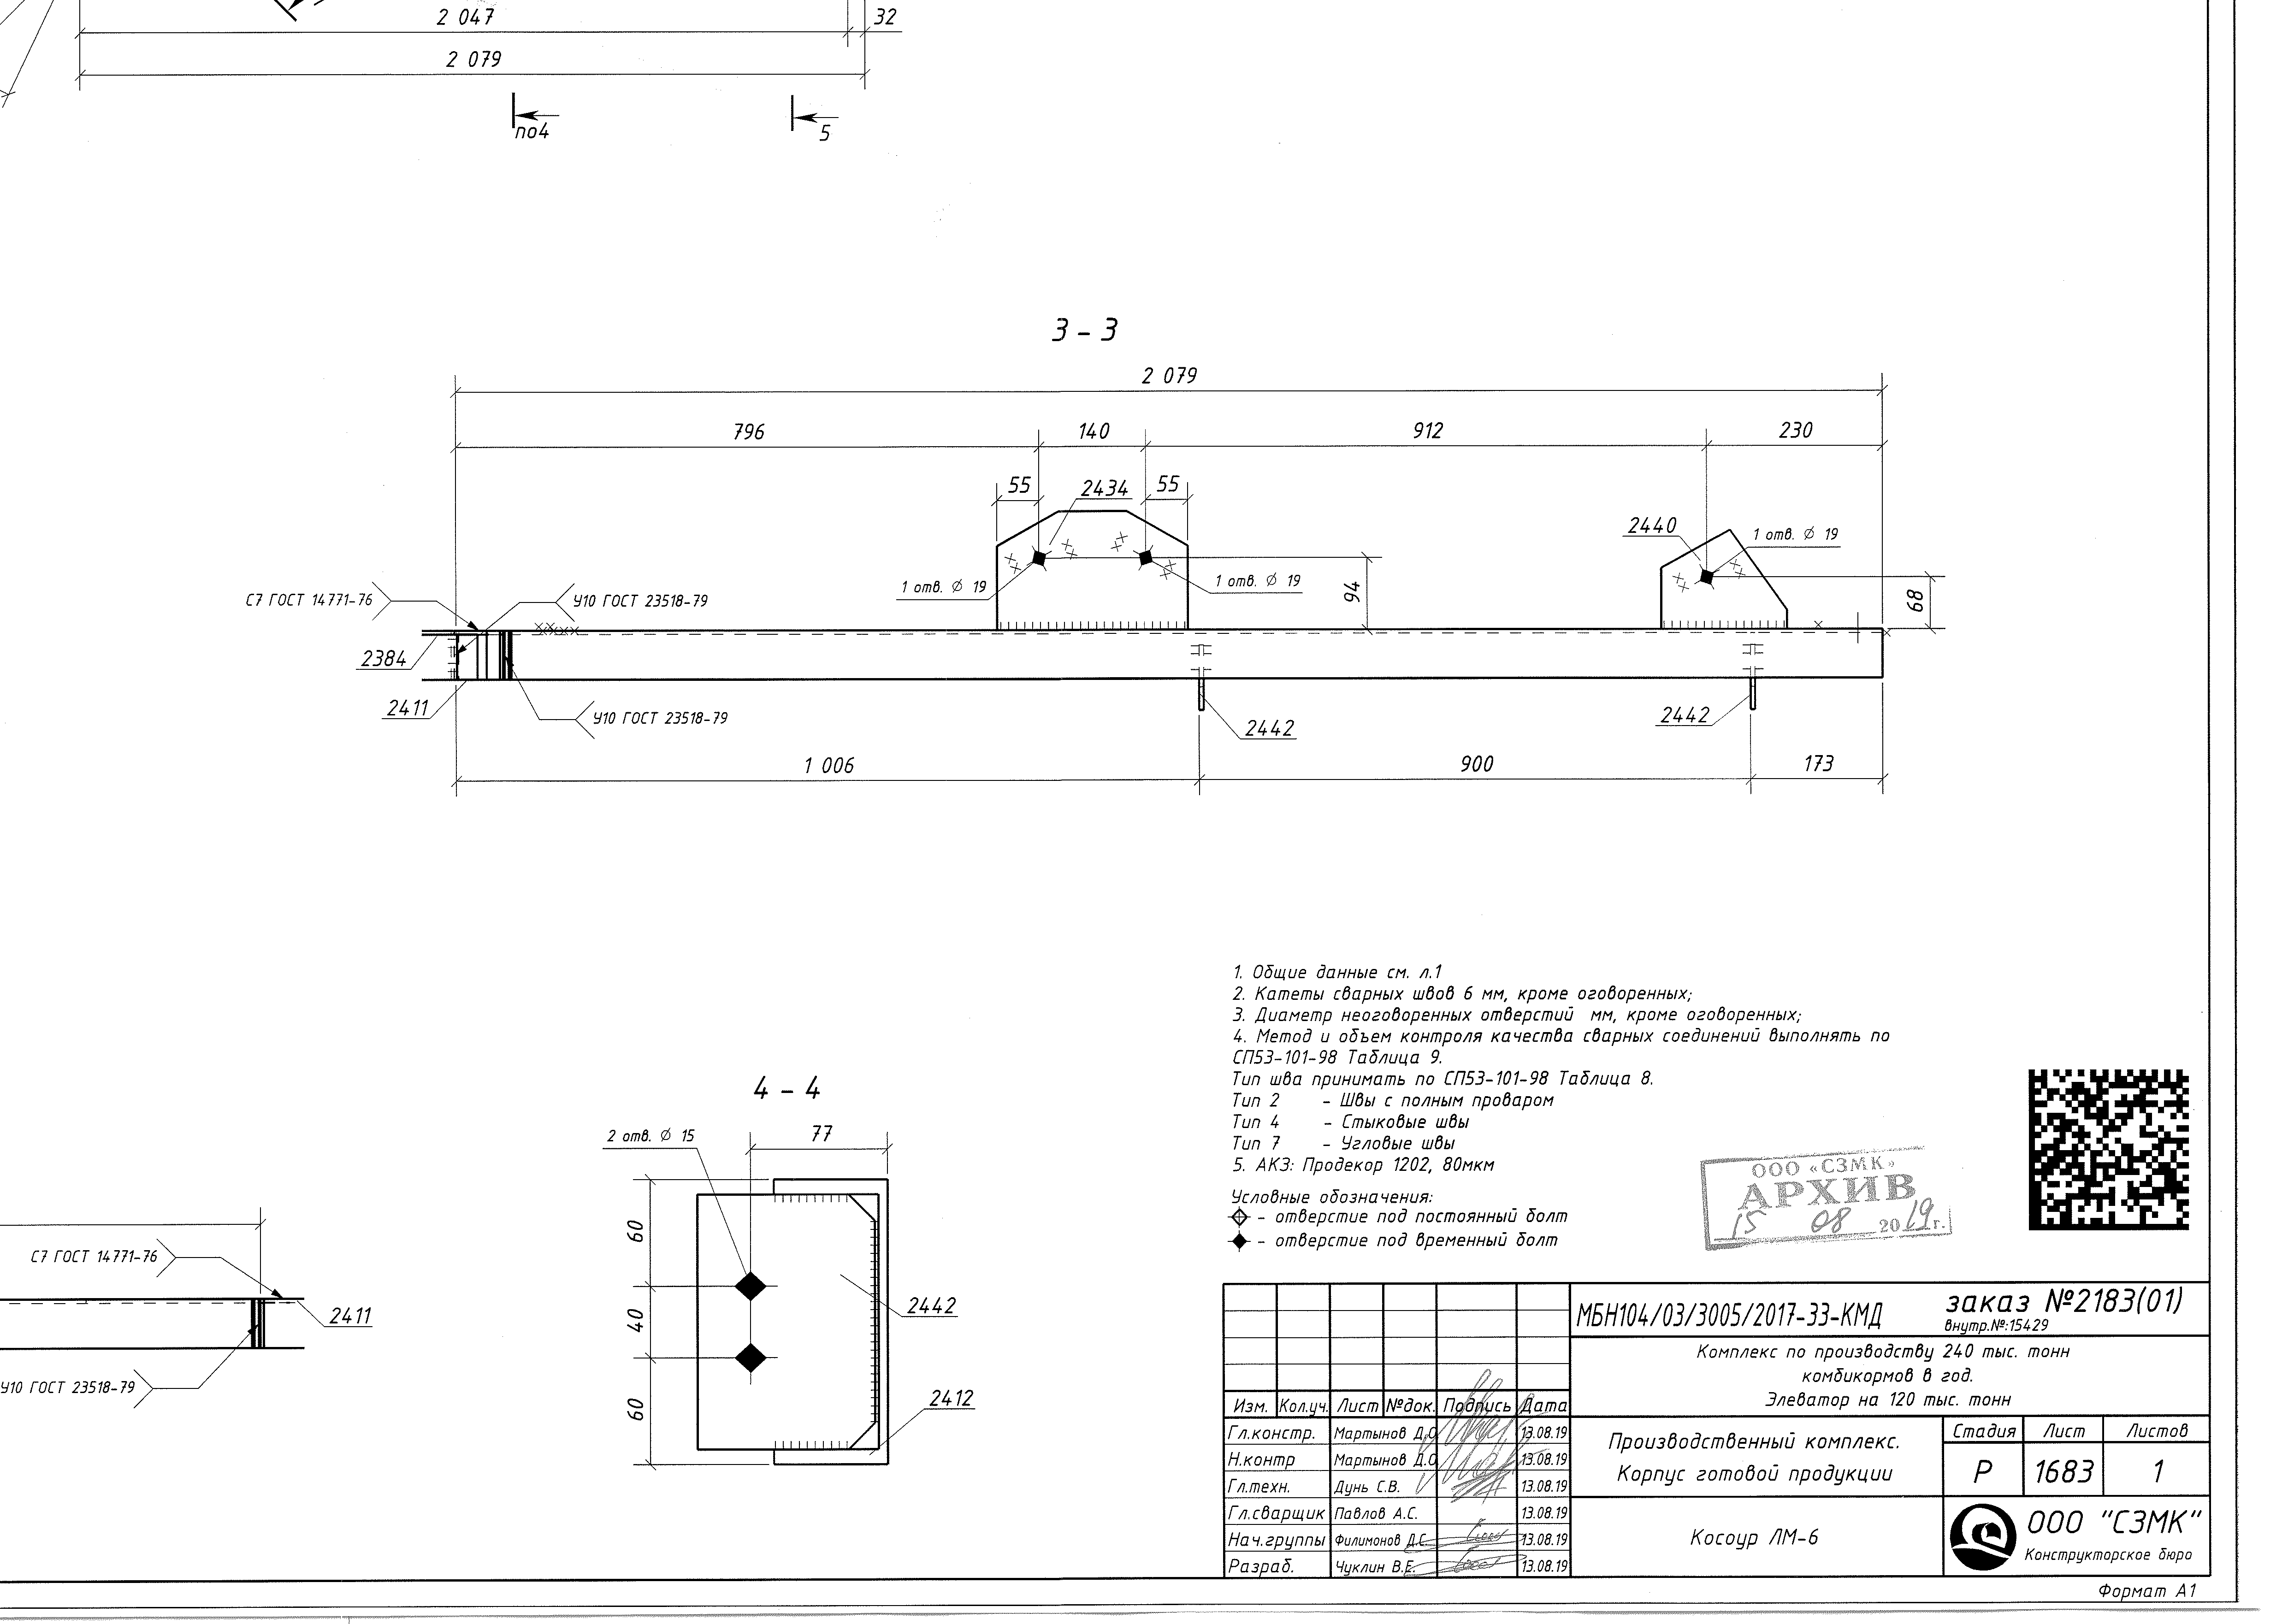 2 047
32
2 079
по4
5
3 - 3
2 079
796
140
912
230
55
2434
55
2440
1 отв. ∅ 19
1 отв. ∅ 19
1 отв. ∅ 19
94
68
С7 ГОСТ 14771-76
У10 ГОСТ 23518-79
2384
2411
У10 ГОСТ 23518-79
2442
2442
1 006
900
173
1. Общие данные см. л.1
2. Катеты сварных швов 6 мм, кроме оговоренных;
3. Диаметр неоговоренных отверстий мм, кроме оговоренных;
4. Метод и объем контроля качества сварных соединений выполнять по
СП53-101-98 Таблица 9.
Тип шва принимать по СП53-101-98 Таблица 8.
Тип 2 - Швы с полным проваром
Тип 4 - Стыковые швы
Тип 7 - Угловые швы
5. АКЗ: Продекор 1202, 80мкм
Условные обозначения:
- отверстие под постоянный болт
- отверстие под временный болт
ООО «СЗМК»
АРХИВ
15 08 2019г.
4 - 4
2 отв. ∅ 15
77
60
40
60
2442
2412
С7 ГОСТ 14771-76
2411
У10 ГОСТ 23518-79
МБН104/03/3005/2017-33-КМД
заказ №2183(01)
внутр.№:15429
Комплекс по производству 240 тыс. тонн
комбикормов в год.
Элеватор на 120 тыс. тонн
Изм. Кол.уч. Лист №док. Подпись Дата
Гл.констр. Мартынов Д.О 13.08.19
Н.контр Мартынов Д.О 13.08.19
Гл.техн. Дунь С.В. 13.08.19
Гл.сварщик Павлов А.С. 13.08.19
Нач.группы Филимонов Д.С. 13.08.19
Разраб. Чуклин В.Е. 13.08.19
Производственный комплекс.
Корпус готовой продукции
Стадия Лист Листов
Р 1683 1
Косоур ЛМ-6
ООО "СЗМК"
Конструкторское бюро
Формат А1